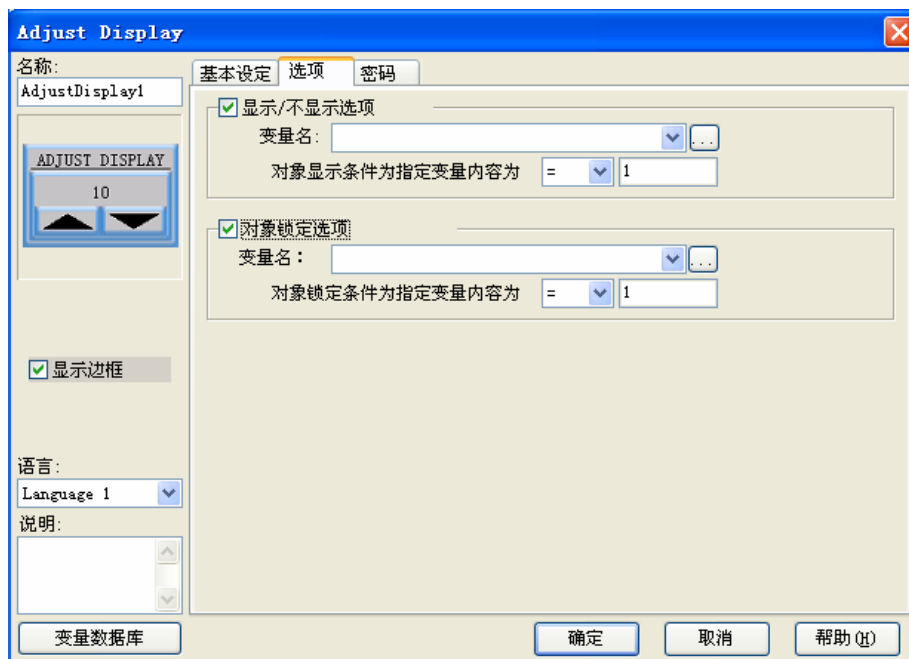 Adjust Display
名称:
AdjustDisplay1
ADJUST DISPLAY
10
显示边框
语言:
Language 1
说明:
变量数据库
基本设定 选项 密码
显示/不显示选项
变量名: ...
对象显示条件为指定变量内容为 = 1
对象锁定选项
变量名： ...
对象锁定条件为指定变量内容为 = 1
确定 取消 帮助(H)